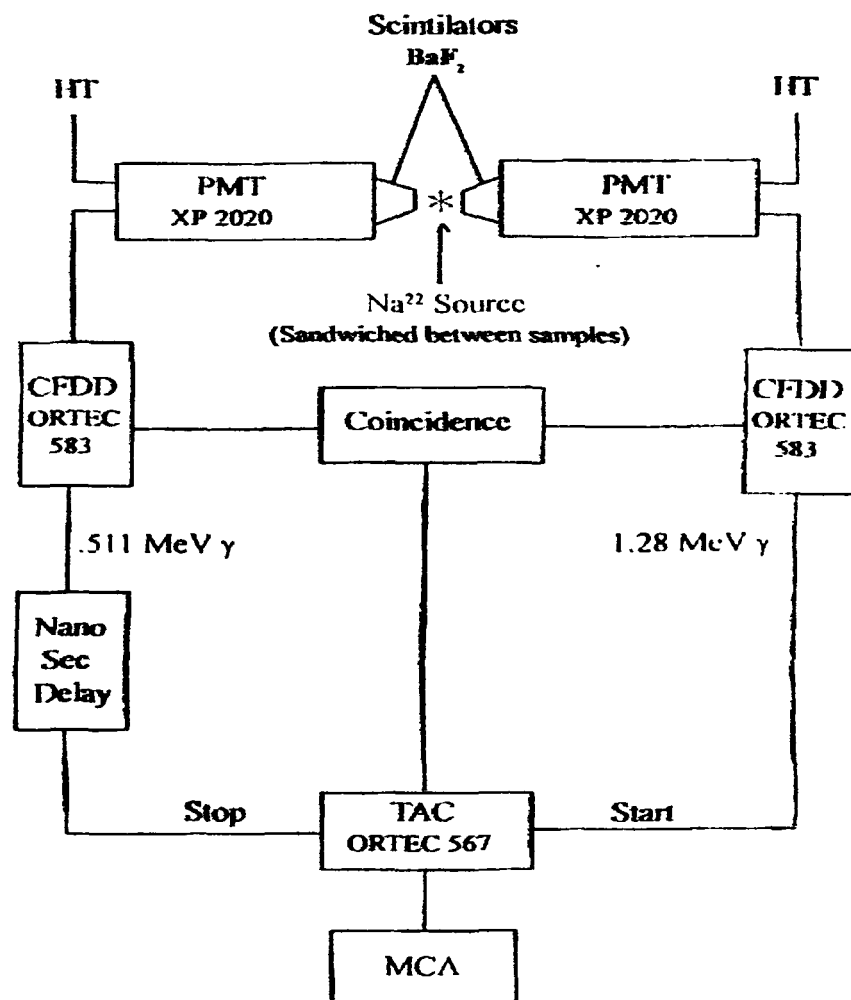 Scintilators
BaF₂
HT
HT
PMT
XP 2020
PMT
XP 2020
Na²² Source
(Sandwiched between samples)
CFDD
ORTEC
583
Coincidence
CFDD
ORTEC
583
.511 MeV γ
1.28 MeV γ
Nano
Sec
Delay
Stop
TAC
ORTEC 567
Start
MCA